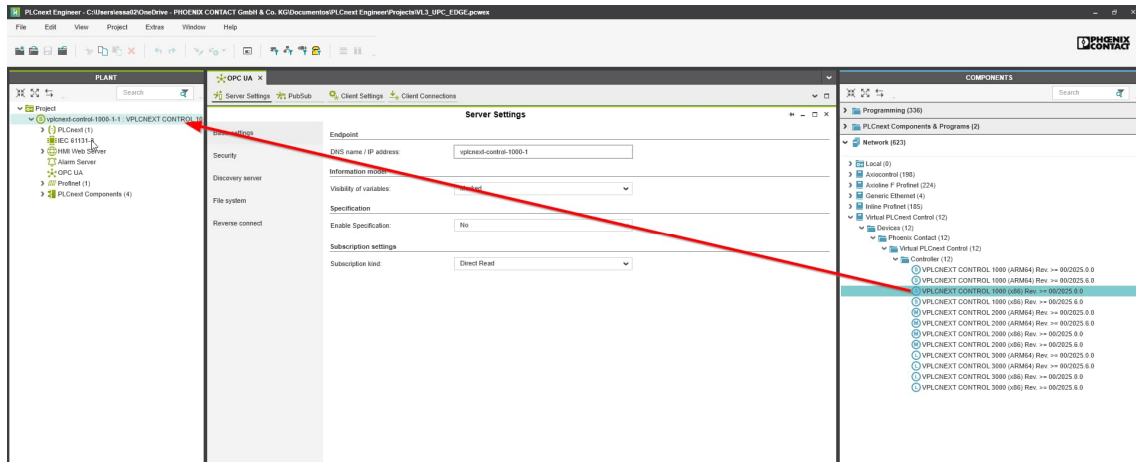 PLCnext Engineer - C:\Users\essa02\OneDrive - PHOENIX CONTACT GmbH & Co. KG\Documentos\PLCnext Engineer\Projects\VL3_UPC_EDGE.pcwex
File Edit View Project Extras Window Help
PHŒNIX
CONTACT
PLANT
Search
Project
vplcnext-control-1000-1-1 : VPLCNEXT CONTROL 10
PLCnext (1)
IEC 61131-3
HMI Web Server
Alarm Server
OPC UA
Profinet (1)
PLCnext Components (4)
OPC UA
Server Settings PubSub Client Settings Client Connections
Server Settings
Basic settings
Security
Discovery server
File system
Reverse connect
Endpoint
DNS name / IP address: vplcnext-control-1000-1
Information model
Visibility of variables: Marked
Specification
Enable Specification: No
Subscription settings
Subscription kind: Direct Read
COMPONENTS
Search
Programming (336)
PLCnext Components & Programs (2)
Network (623)
Local (0)
Axiocontrol (198)
Axioline F Profinet (224)
Generic Ethernet (4)
Inline Profinet (185)
Virtual PLCnext Control (12)
Devices (12)
Phoenix Contact (12)
Virtual PLCnext Control (12)
Controller (12)
S VPLCNEXT CONTROL 1000 (ARM64) Rev. >= 00/2025.0.0
S VPLCNEXT CONTROL 1000 (ARM64) Rev. >= 00/2025.6.0
S VPLCNEXT CONTROL 1000 (x86) Rev. >= 00/2025.0.0
S VPLCNEXT CONTROL 1000 (x86) Rev. >= 00/2025.6.0
M VPLCNEXT CONTROL 2000 (ARM64) Rev. >= 00/2025.0.0
M VPLCNEXT CONTROL 2000 (ARM64) Rev. >= 00/2025.6.0
M VPLCNEXT CONTROL 2000 (x86) Rev. >= 00/2025.0.0
M VPLCNEXT CONTROL 2000 (x86) Rev. >= 00/2025.6.0
L VPLCNEXT CONTROL 3000 (ARM64) Rev. >= 00/2025.0.0
L VPLCNEXT CONTROL 3000 (ARM64) Rev. >= 00/2025.6.0
L VPLCNEXT CONTROL 3000 (x86) Rev. >= 00/2025.0.0
L VPLCNEXT CONTROL 3000 (x86) Rev. >= 00/2025.6.0